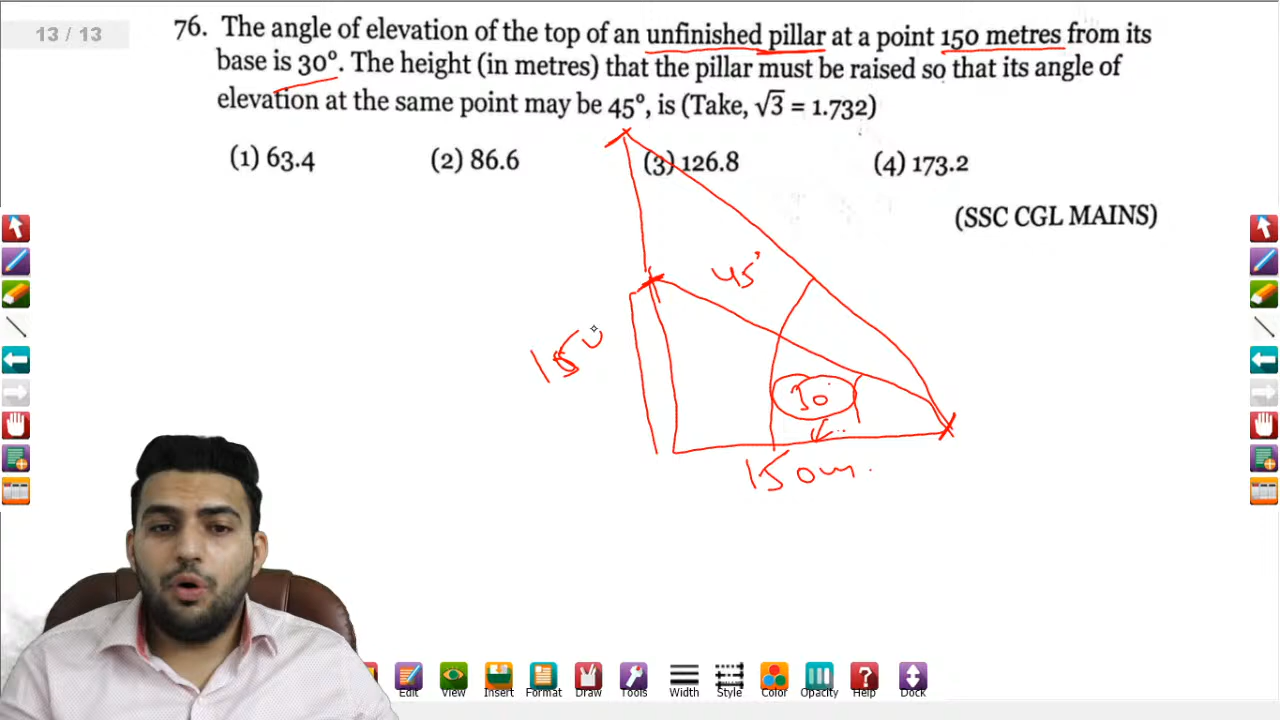 13 / 13
76. The angle of elevation of the top of an unfinished pillar at a point 150 metres from its
base is 30°. The height (in metres) that the pillar must be raised so that its angle of
elevation at the same point may be 45°, is (Take, √3 = 1.732)
(1) 63.4 (2) 86.6 (3) 126.8 (4) 173.2
(SSC CGL MAINS)
45°
150
30
150m.
Edit View Insert Format Draw Tools Width Style Color Opacity Help Dock